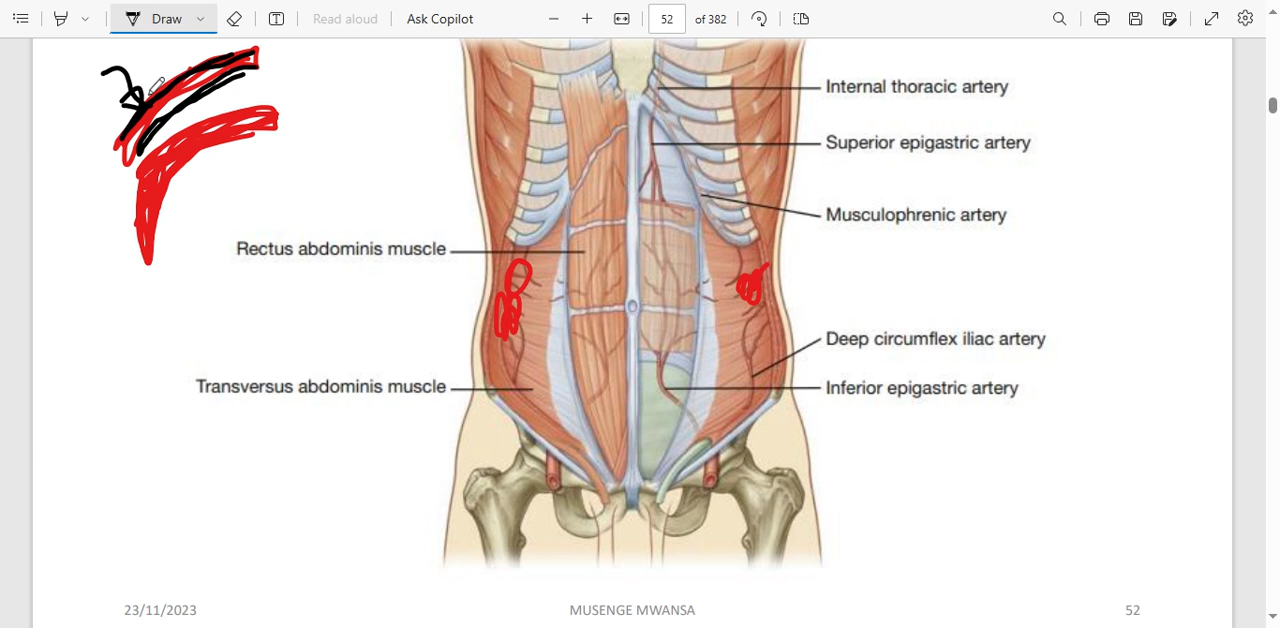 Draw
Read aloud
Ask Copilot
52
of 382
Internal thoracic artery
Superior epigastric artery
Musculophrenic artery
Rectus abdominis muscle
Deep circumflex iliac artery
Transversus abdominis muscle
Inferior epigastric artery
23/11/2023
MUSENGE MWANSA
52